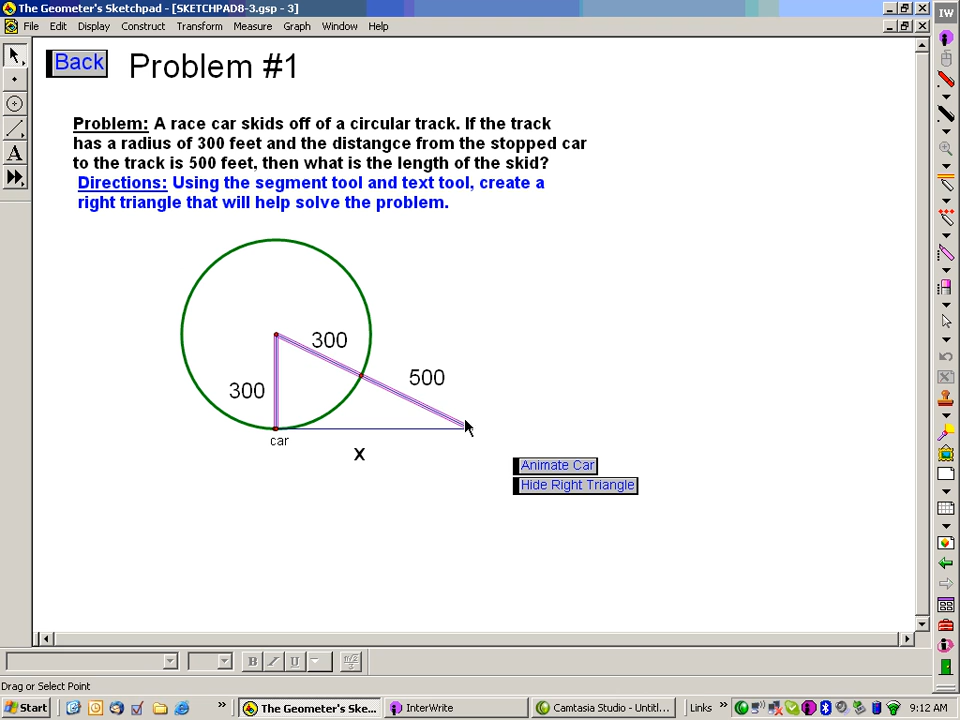 The Geometer's Sketchpad - [SKETCHPAD8-3.gsp - 3]
IW
File Edit Display Construct Transform Measure Graph Window Help
Back Problem #1
Problem: A race car skids off of a circular track. If the track
has a radius of 300 feet and the distangce from the stopped car
to the track is 500 feet, then what is the length of the skid?
Directions: Using the segment tool and text tool, create a
right triangle that will help solve the problem.
A
300
500
300
car
x
Animate Car
Hide Right Triangle
B I U
Drag or Select Point
Start » The Geometer's Ske... InterWrite Camtasia Studio - Untitl... Links » 9:12 AM